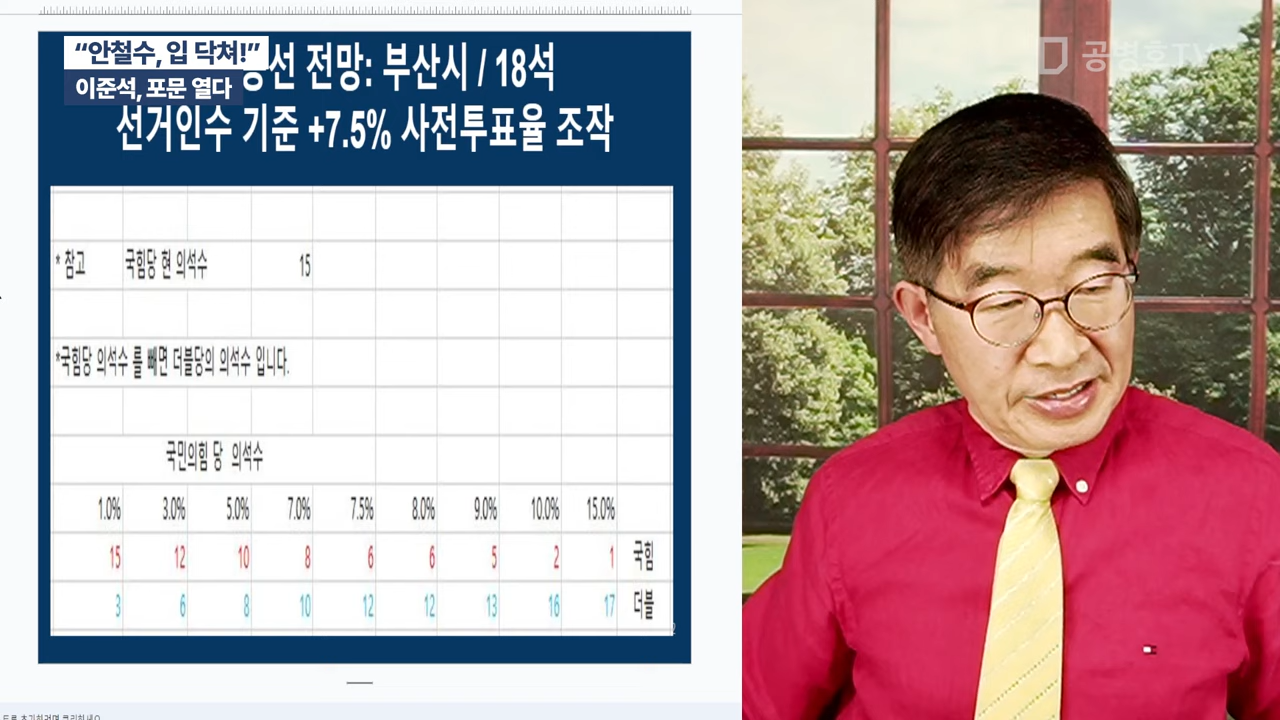 “안철수, 입 닥쳐!”
이준석, 포문 열다
당선 전망: 부산시 / 18석
선거인수 기준 +7.5% 사전투표율 조작
공병호TV
* 참고 국힘당 현 의석수 15
*국힘당 의석수 를 빼면 더블당의 의석수 입니다.
국민의힘 당 의석수
1.0% 3.0% 5.0% 7.0% 7.5% 8.0% 9.0% 10.0% 15.0%
15 12 10 8 6 6 5 2 1 국힘
3 6 8 10 12 12 13 16 17 더블